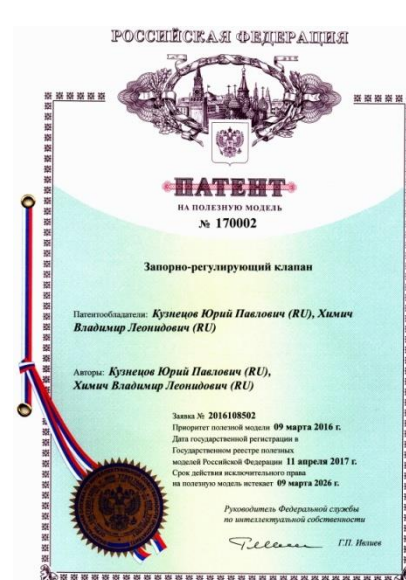 РОССИЙСКАЯ ФЕДЕРАЦИЯ
ПАТЕНТ
НА ПОЛЕЗНУЮ МОДЕЛЬ
№ 170002
Запорно-регулирующий клапан
Патентообладатели: Кузнецов Юрий Павлович (RU), Химич
Владимир Леонидович (RU)
Авторы: Кузнецов Юрий Павлович (RU),
Химич Владимир Леонидович (RU)
Заявка № 2016108502
Приоритет полезной модели 09 марта 2016 г.
Дата государственной регистрации в
Государственном реестре полезных
моделей Российской Федерации 11 апреля 2017 г.
Срок действия исключительного права
на полезную модель истекает 09 марта 2026 г.
Руководитель Федеральной службы
по интеллектуальной собственности
Г.П. Ивлиев